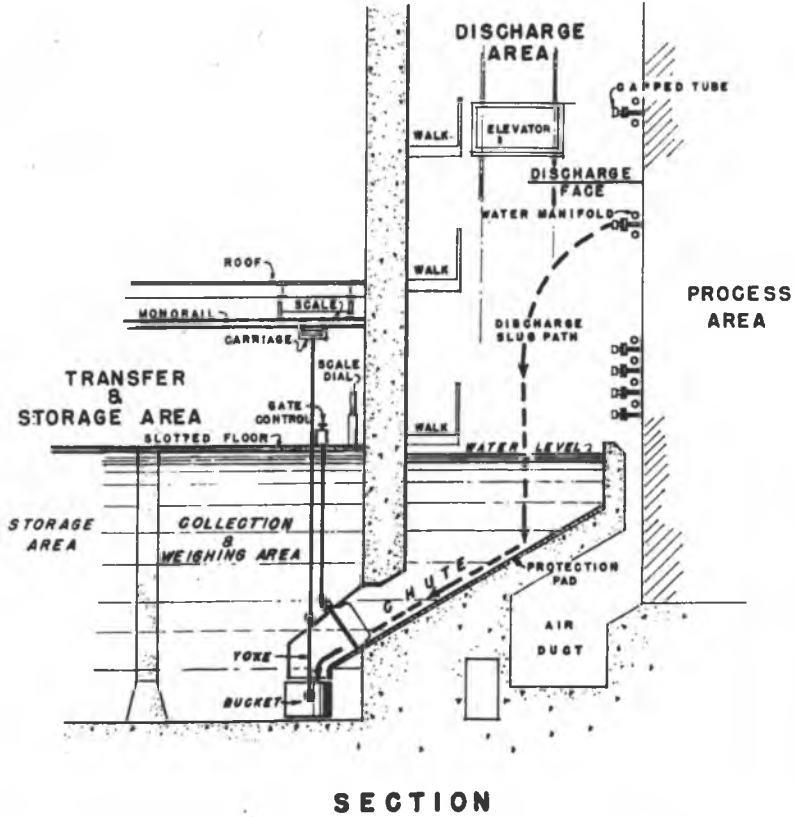 DISCHARGE
AREA
CAPPED TUBE
WALK
ELEVATOR
DISCHARGE
FACE
WATER MANIFOLD
ROOF
WALK
SCALE
MONORAIL
CARRIAGE
PROCESS
AREA
DISCHARGE
SLUG PATH
TRANSFER
&
STORAGE AREA
SCALE
DIAL
GATE
CONTROL
SLOTTED FLOOR
WALK
WATER LEVEL
STORAGE
AREA
COLLECTION
&
WEIGHING AREA
CHUTE
PROTECTION
PAD
AIR
DUCT
YOKE
BUCKET
SECTION